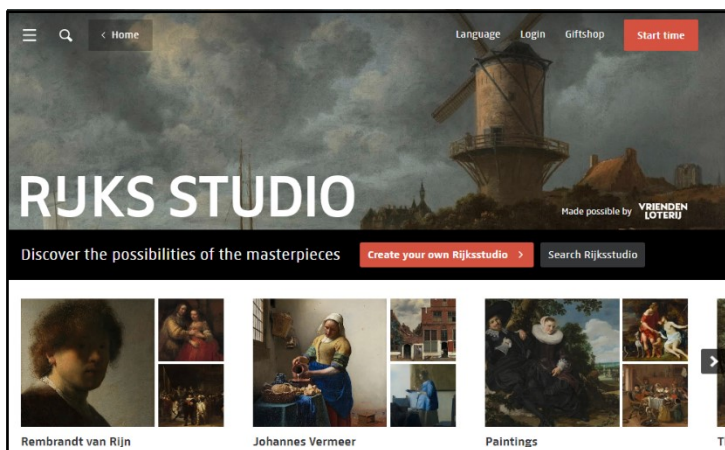 Home
Language Login Giftshop Start time
RIJKS STUDIO
Made possible by VRIENDEN LOTERIJ
Discover the possibilities of the masterpieces Create your own Rijksstudio Search Rijksstudio
Rembrandt van Rijn Johannes Vermeer Paintings